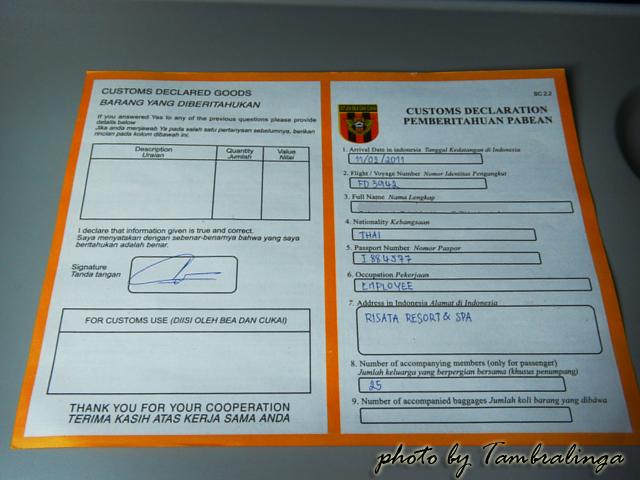 CUSTOMS DECLARED GOODS
BARANG YANG DIBERITAHUKAN
If you answered Yes to any of the previous questions please provide
details below
Jika anda menjawab Ya pada salah satu pertanyaan sebelumnya, berikan
rincian pada kolom dibawah ini.
Description
Uraian
Quantity
Jumlah
Value
Nilai
I declare that information given is true and correct.
Saya menyatakan dengan sebenar-benarnya bahwa yang saya
beritahukan adalah benar.
Signature
Tanda tangan
FOR CUSTOMS USE (DIISI OLEH BEA DAN CUKAI)
THANK YOU FOR YOUR COOPERATION
TERIMA KASIH ATAS KERJA SAMA ANDA
BC 2.2
CUSTOMS DECLARATION
PEMBERITAHUAN PABEAN
1. Arrival Date in indonesia Tanggal Kedatangan di Indonesia
11/03/2011
2. Flight / Voyage Number Nomor Identitas Pengangkut
FD 3942
3. Full Name Nama Lengkap
4. Nationality Kebangsaan
THAI
5. Passport Number Nomor Paspor
I884577
6. Occupation Pekerjaan
EMPLOYEE
7. Address in Indonesia Alamat di Indonesia
RISATA RESORT & SPA
8. Number of accompanying members (only for passenger)
Jumlah keluarga yang berpergian bersama (khusus penumpang)
25
9. Number of accompanied baggages Jumlah koli barang yang dibawa
photo by Tambralinga